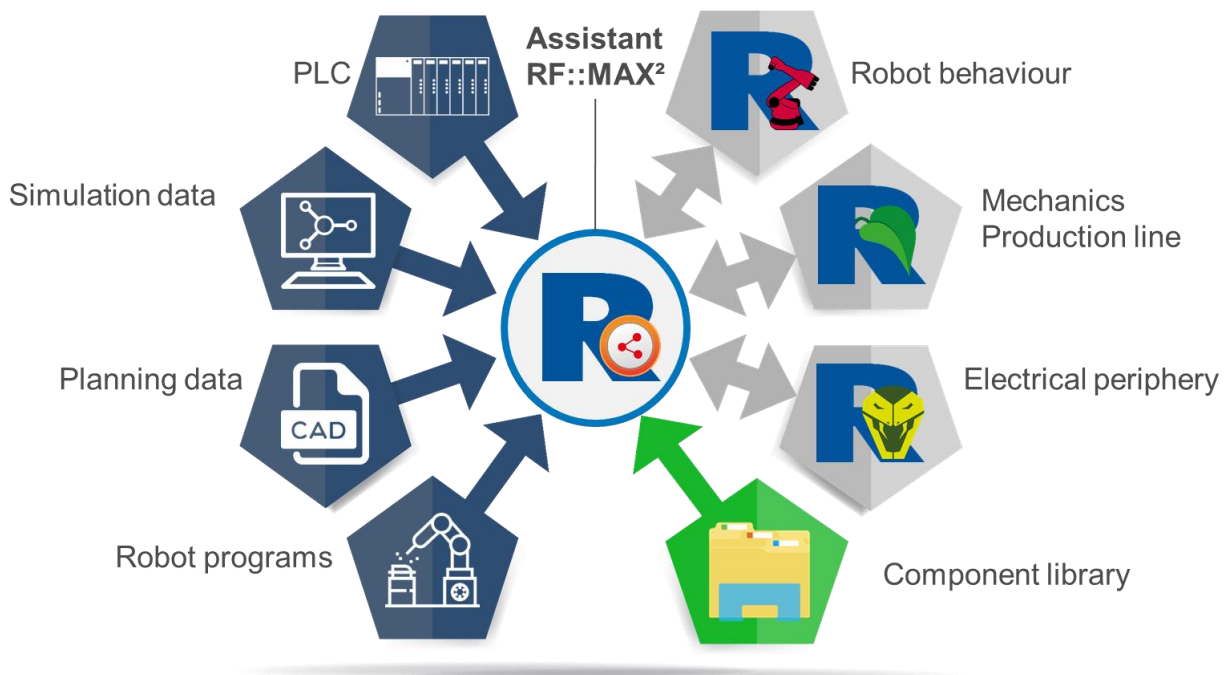 Assistant
RF::MAX²
PLC
Robot behaviour
Simulation data
Mechanics
Production line
Planning data
CAD
Electrical periphery
Robot programs
Component library
R
R
R
R